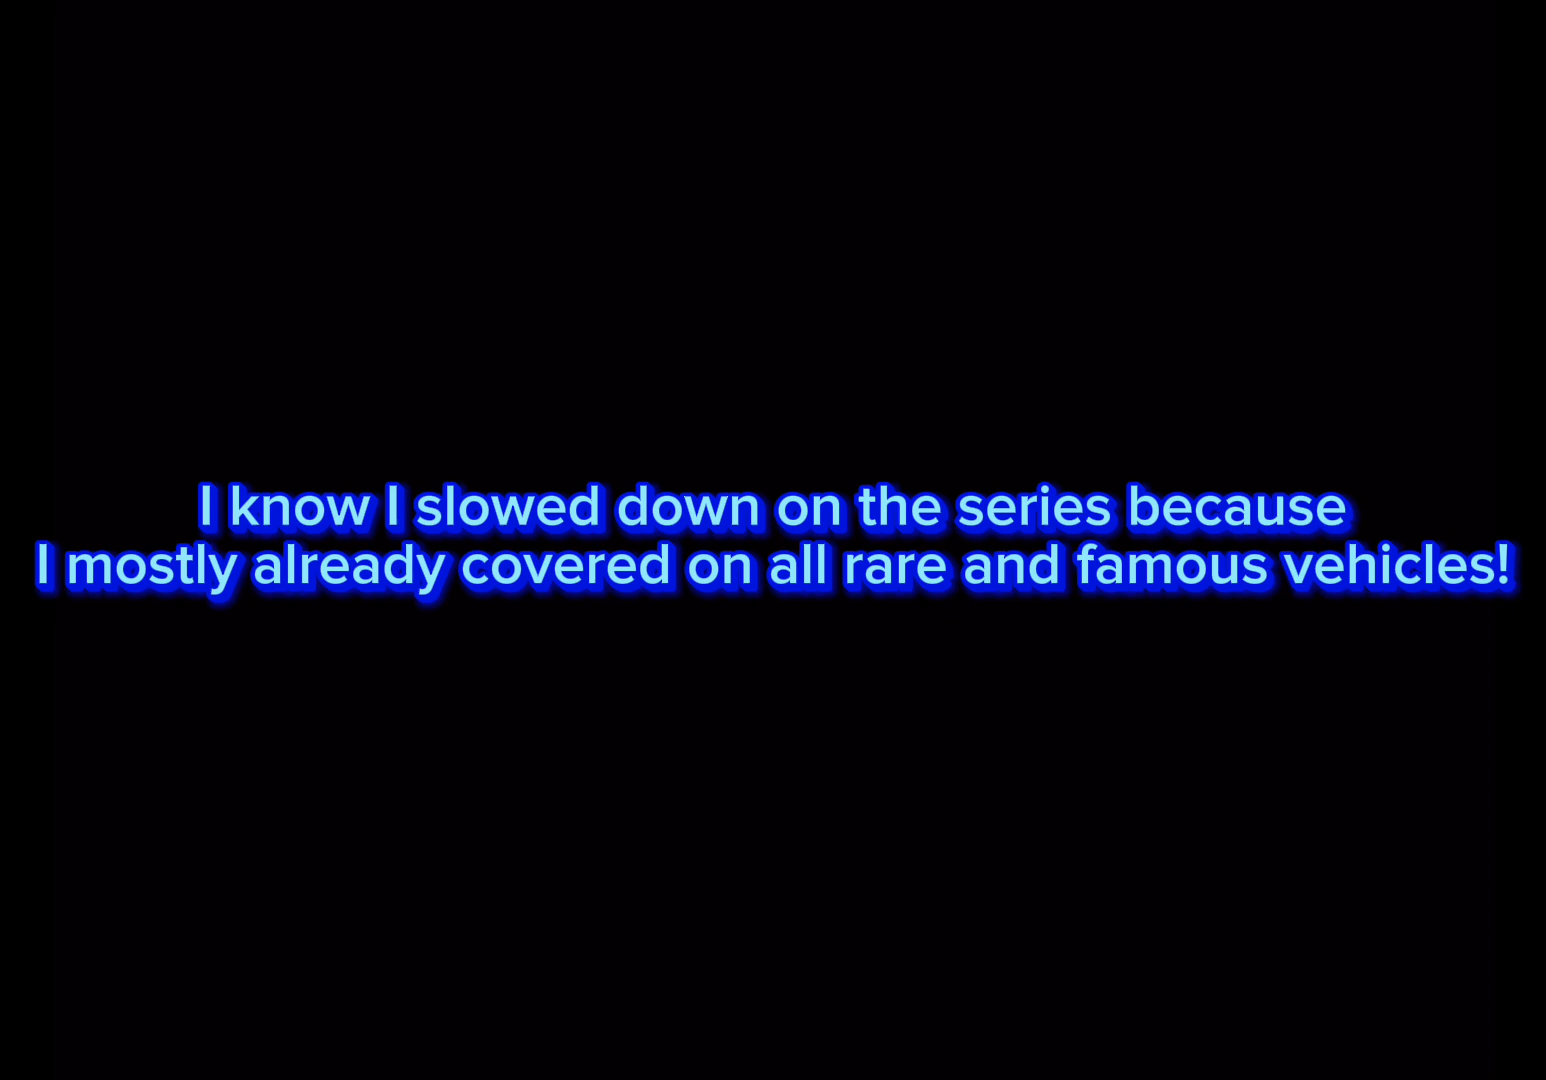 I know I slowed down on the series because
I mostly already covered on all rare and famous vehicles!